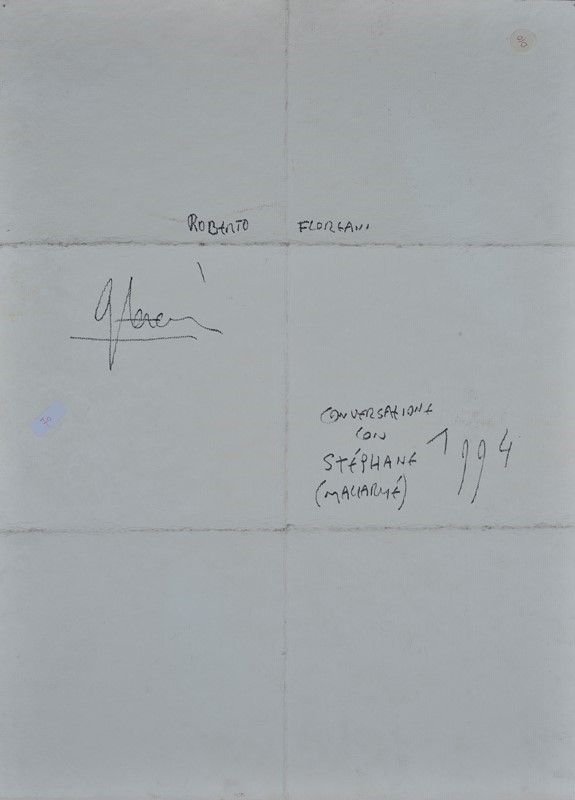 ROBERTO FLOREANI
CONVERSAZIONE
CON
STÉPHANE 1994
(MALLARMÉ)